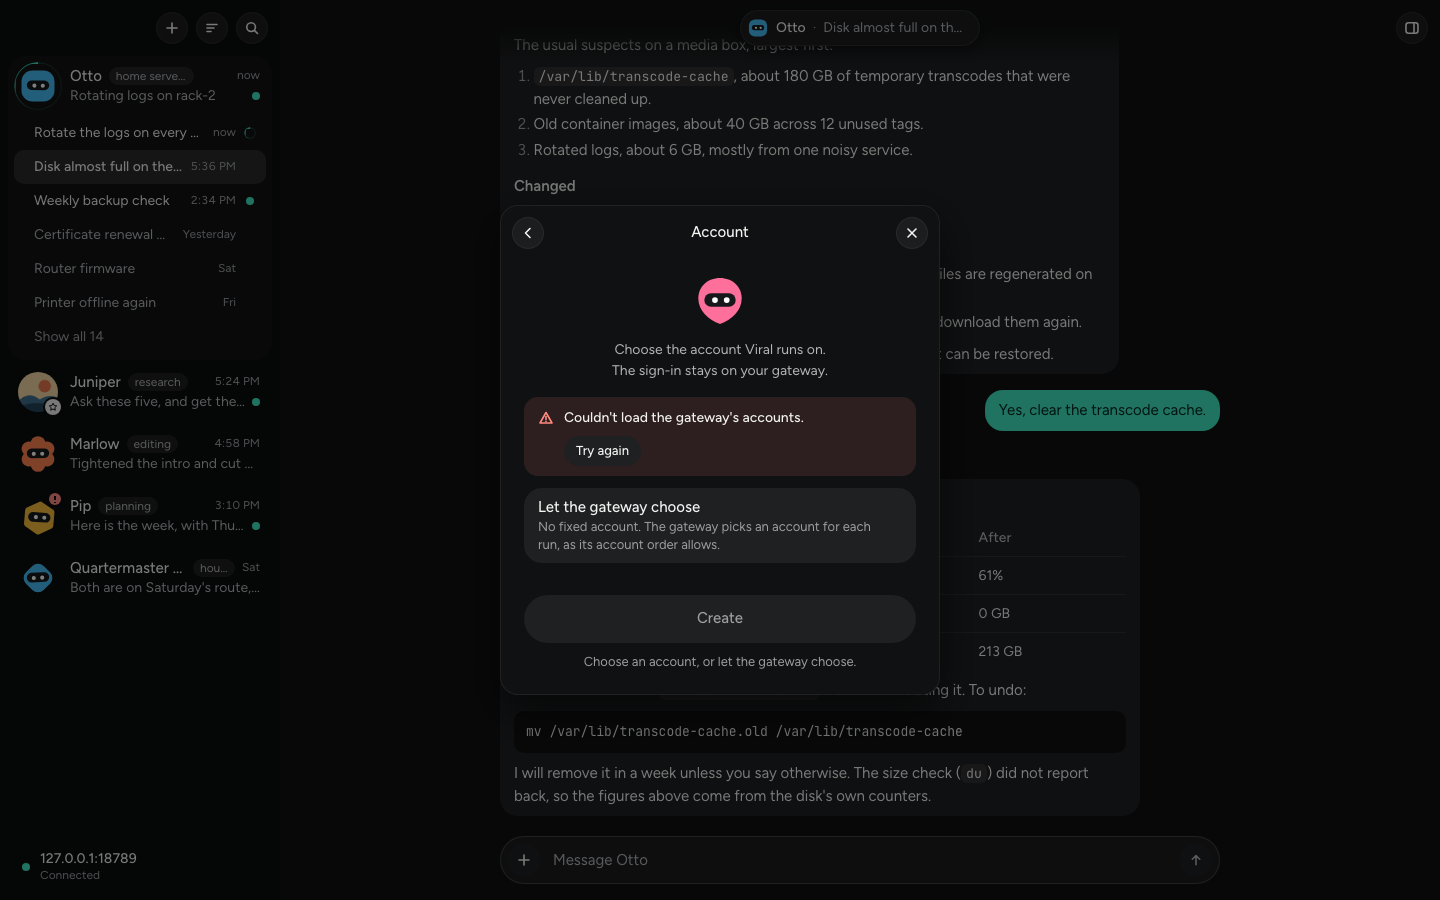 Otto home serve... now
Rotating logs on rack-2
Rotate the logs on every ... now
Disk almost full on the... 5:36 PM
Weekly backup check 2:34 PM
Certificate renewal ... Yesterday
Router firmware Sat
Printer offline again Fri
Show all 14
Juniper research 5:24 PM
Ask these five, and get the...
Marlow editing 4:58 PM
Tightened the intro and cut ...
Pip planning 3:10 PM
Here is the week, with Thu...
Quartermaster ... hou... Sat
Both are on Saturday's route,...
127.0.0.1:18789
Connected
Otto · Disk almost full on th...
The usual suspects on a media box, largest first:
1. /var/lib/transcode-cache, about 180 GB of temporary transcodes that were
never cleaned up.
2. Old container images, about 40 GB across 12 unused tags.
3. Rotated logs, about 6 GB, mostly from one noisy service.
Changed
iles are regenerated on
download them again.
t can be restored.
Yes, clear the transcode cache.
Account
Choose the account Viral runs on.
The sign-in stays on your gateway.
Couldn't load the gateway's accounts.
Try again
Let the gateway choose
No fixed account. The gateway picks an account for each
run, as its account order allows.
Create
Choose an account, or let the gateway choose.
After
61%
0 GB
213 GB
ing it. To undo:
mv /var/lib/transcode-cache.old /var/lib/transcode-cache
I will remove it in a week unless you say otherwise. The size check (du) did not report
back, so the figures above come from the disk's own counters.
Message Otto